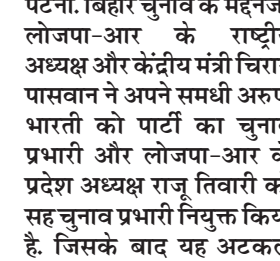 पटना. बिहार चुनाव के मद्देनज
लोजपा-आर के राष्ट्री
अध्यक्ष और केंद्रीय मंत्री चिरा
पासवान ने अपने समधी अरु
भारती को पार्टी का चुना
प्रभारी और लोजपा-आर क
प्रदेश अध्यक्ष राजू तिवारी क
सह चुनाव प्रभारी नियुक्त किय
है. जिसके बाद यह अटकल